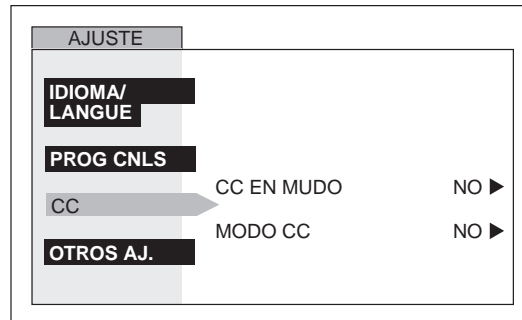 AJUSTE
IDIOMA/
LANGUE
PROG CNLS
CC
OTROS AJ.
CC EN MUDO NO ▶
MODO CC NO ▶